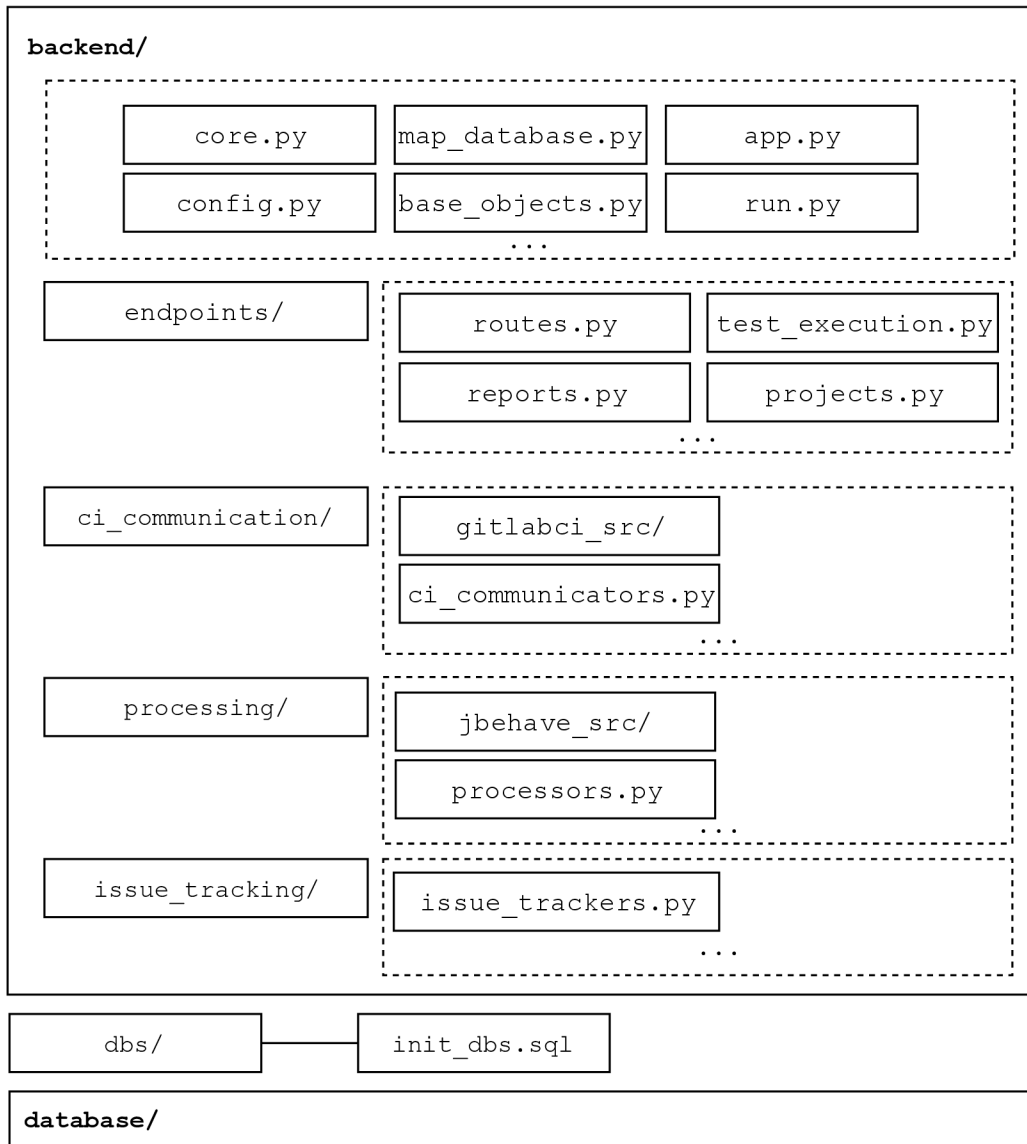 backend/
core.py map_database.py app.py
config.py base_objects.py run.py
...
endpoints/
routes.py test_execution.py
reports.py projects.py
...
ci_communication/
gitlabci_src/
ci_communicators.py
...
processing/
jbehave_src/
processors.py
...
issue_tracking/
issue_trackers.py
...
dbs/ init_dbs.sql
database/